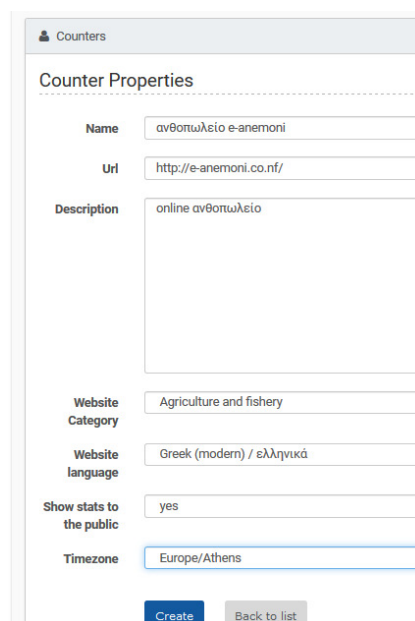 Counters
Counter Properties
Name
ανθοπωλείο e-anemoni
Url
http://e-anemoni.co.nf/
Description
online ανθοπωλείο
Website
Category
Agriculture and fishery
Website
language
Greek (modern) / ελληνικά
Show stats to
the public
yes
Timezone
Europe/Athens
Create
Back to list